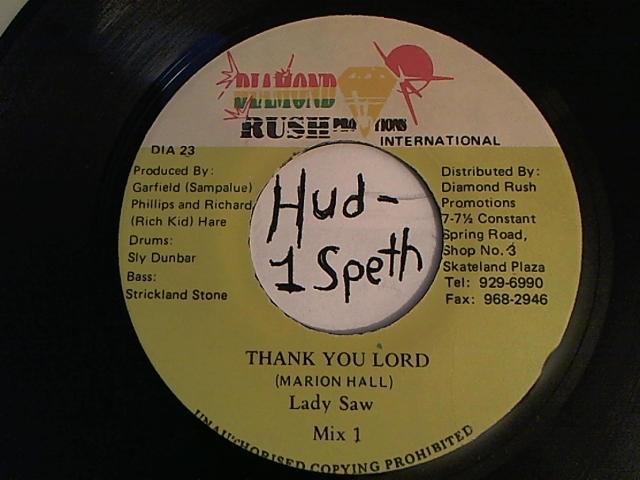 DIAMOND
RUSH PROMOTIONS
INTERNATIONAL
DIA 23
Produced By:
Garfield (Sampalue)
Phillips and Richard
(Rich Kid) Hare
Drums:
Sly Dunbar
Bass:
Strickland Stone
Hud-
1 Speth
Distributed By:
Diamond Rush
Promotions
7-7½ Constant
Spring Road,
Shop No. 3
Skateland Plaza
Tel: 929-6990
Fax: 968-2946
THANK YOU LORD
(MARION HALL)
Lady Saw
Mix 1
UNAUTHORISED COPYING PROHIBITED